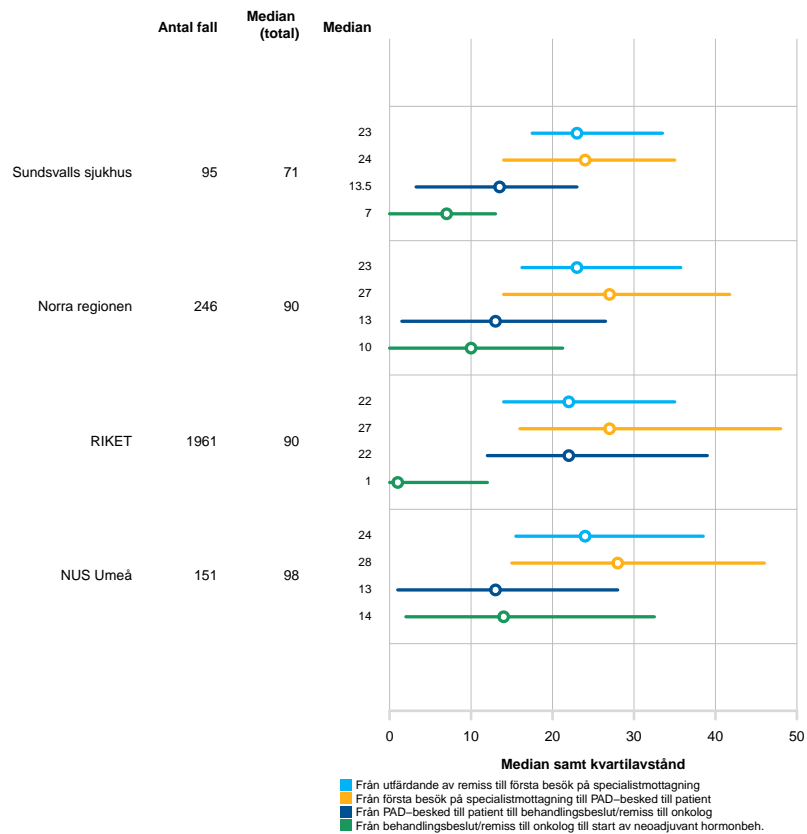 Antal fall Median (total) Median
23
24
Sundsvalls sjukhus 95 71
13.5
7
23
27
Norra regionen 246 90
13
10
22
27
RIKET 1961 90
22
1
24
28
NUS Umeå 151 98
13
14
0 10 20 30 40 50
Median samt kvartilavstånd
Från utfärdande av remiss till första besök på specialistmottagning
Från första besök på specialistmottagning till PAD−besked till patient
Från PAD−besked till patient till behandlingsbeslut/remiss till onkolog
Från behandlingsbeslut/remiss till onkolog till start av neoadjuvant hormonbeh.